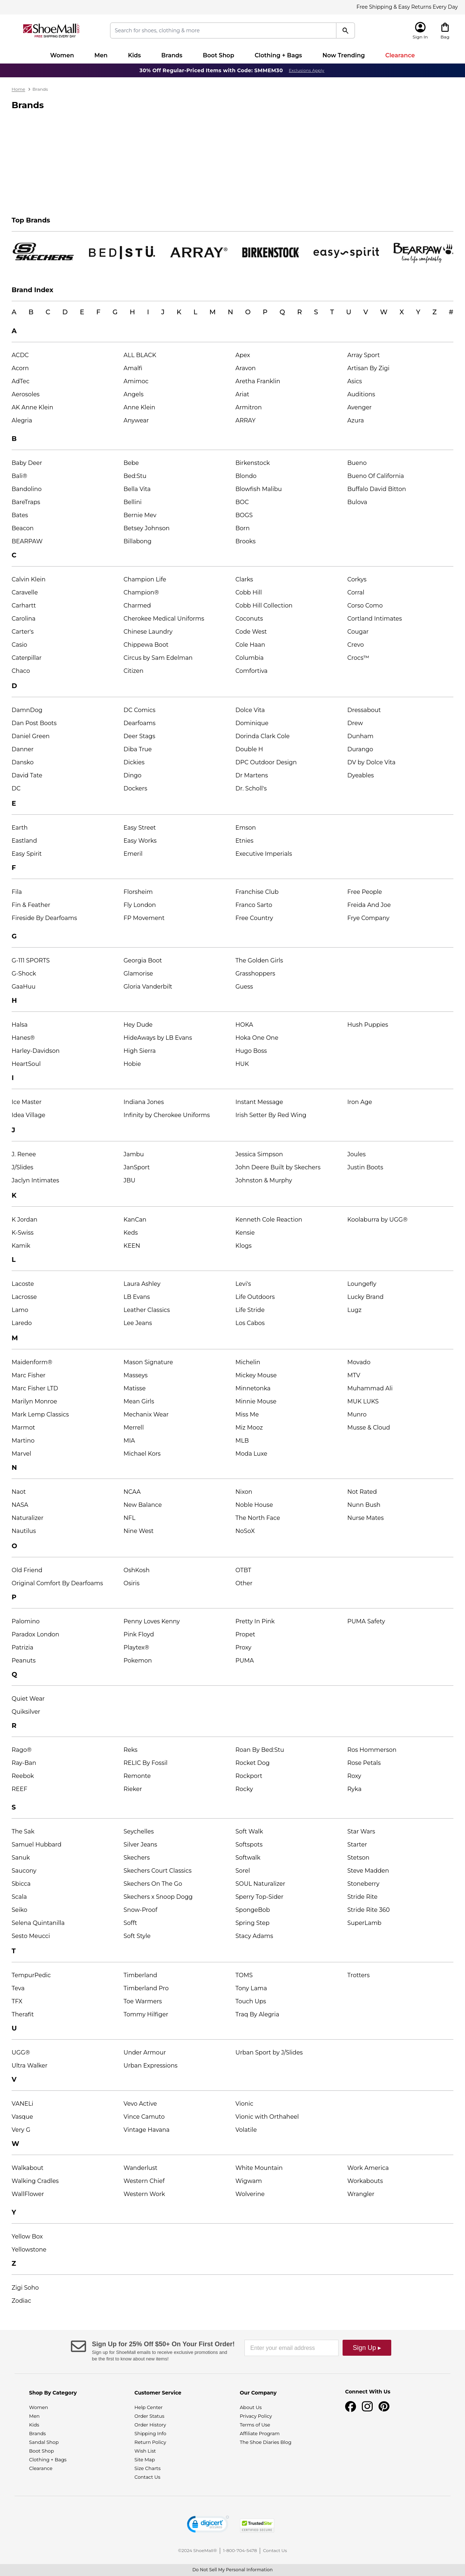 Free Shipping & Easy Returns Every Day
ShoeMall
FREE SHIPPING EVERY DAY
Search for shoes, clothing & more
Sign In
Bag
Women Men Kids Brands Boot Shop Clothing + Bags Now Trending Clearance
30% Off Regular-Priced Items with Code: SMMEM30 Exclusions Apply
Home > Brands
Brands
Top Brands
SKECHERS BED|STÜ. ARRAY® BIRKENSTOCK easy~spirit BEARPAW live life comfortably
Brand Index
A B C D E F G H I J K L M N O P Q R S T U V W X Y Z #
A
ACDC ALL BLACK Apex Array Sport
Acorn Amalfi Aravon Artisan By Zigi
AdTec Amimoc Aretha Franklin Asics
Aerosoles Angels Ariat Auditions
AK Anne Klein Anne Klein Armitron Avenger
Alegria Anywear ARRAY Azura
B
Baby Deer Bebe Birkenstock Bueno
Bali® Bed:Stu Blondo Bueno Of California
Bandolino Bella Vita Blowfish Malibu Buffalo David Bitton
BareTraps Bellini BOC Bulova
Bates Bernie Mev BOGS
Beacon Betsey Johnson Born
BEARPAW Billabong Brooks
C
Calvin Klein Champion Life Clarks Corkys
Caravelle Champion® Cobb Hill Corral
Carhartt Charmed Cobb Hill Collection Corso Como
Carolina Cherokee Medical Uniforms Coconuts Cortland Intimates
Carter's Chinese Laundry Code West Cougar
Casio Chippewa Boot Cole Haan Crevo
Caterpillar Circus by Sam Edelman Columbia Crocs™
Chaco Citizen Comfortiva
D
DamnDog DC Comics Dolce Vita Dressabout
Dan Post Boots Dearfoams Dominique Drew
Daniel Green Deer Stags Dorinda Clark Cole Dunham
Danner Diba True Double H Durango
Dansko Dickies DPC Outdoor Design DV by Dolce Vita
David Tate Dingo Dr Martens Dyeables
DC Dockers Dr. Scholl's
E
Earth Easy Street Emson
Eastland Easy Works Etnies
Easy Spirit Emeril Executive Imperials
F
Fila Florsheim Franchise Club Free People
Fin & Feather Fly London Franco Sarto Freida And Joe
Fireside By Dearfoams FP Movement Free Country Frye Company
G
G-111 SPORTS Georgia Boot The Golden Girls
G-Shock Glamorise Grasshoppers
GaaHuu Gloria Vanderbilt Guess
H
Halsa Hey Dude HOKA Hush Puppies
Hanes® HideAways by LB Evans Hoka One One
Harley-Davidson High Sierra Hugo Boss
HeartSoul Hobie HUK
I
Ice Master Indiana Jones Instant Message Iron Age
Idea Village Infinity by Cherokee Uniforms Irish Setter By Red Wing
J
J. Renee Jambu Jessica Simpson Joules
J/Slides JanSport John Deere Built by Skechers Justin Boots
Jaclyn Intimates JBU Johnston & Murphy
K
K Jordan KanCan Kenneth Cole Reaction Koolaburra by UGG®
K-Swiss Keds Kensie
Kamik KEEN Klogs
L
Lacoste Laura Ashley Levi's Loungefly
Lacrosse LB Evans Life Outdoors Lucky Brand
Lamo Leather Classics Life Stride Lugz
Laredo Lee Jeans Los Cabos
M
Maidenform® Mason Signature Michelin Movado
Marc Fisher Masseys Mickey Mouse MTV
Marc Fisher LTD Matisse Minnetonka Muhammad Ali
Marilyn Monroe Mean Girls Minnie Mouse MUK LUKS
Mark Lemp Classics Mechanix Wear Miss Me Munro
Marmot Merrell Miz Mooz Musse & Cloud
Martino MIA MLB
Marvel Michael Kors Moda Luxe
N
Naot NCAA Nixon Not Rated
NASA New Balance Noble House Nunn Bush
Naturalizer NFL The North Face Nurse Mates
Nautilus Nine West NoSoX
O
Old Friend OshKosh OTBT
Original Comfort By Dearfoams Osiris Other
P
Palomino Penny Loves Kenny Pretty In Pink PUMA Safety
Paradox London Pink Floyd Propet
Patrizia Playtex® Proxy
Peanuts Pokemon PUMA
Q
Quiet Wear
Quiksilver
R
Rago® Reks Roan By Bed:Stu Ros Hommerson
Ray-Ban RELIC By Fossil Rocket Dog Rose Petals
Reebok Remonte Rockport Roxy
REEF Rieker Rocky Ryka
S
The Sak Seychelles Soft Walk Star Wars
Samuel Hubbard Silver Jeans Softspots Starter
Sanuk Skechers Softwalk Stetson
Saucony Skechers Court Classics Sorel Steve Madden
Sbicca Skechers On The Go SOUL Naturalizer Stoneberry
Scala Skechers x Snoop Dogg Sperry Top-Sider Stride Rite
Seiko Snow-Proof SpongeBob Stride Rite 360
Selena Quintanilla Sofft Spring Step SuperLamb
Sesto Meucci Soft Style Stacy Adams
T
TempurPedic Timberland TOMS Trotters
Teva Timberland Pro Tony Lama
TFX Toe Warmers Touch Ups
Therafit Tommy Hilfiger Traq By Alegria
U
UGG® Under Armour Urban Sport by J/Slides
Ultra Walker Urban Expressions
V
VANELi Vevo Active Vionic
Vasque Vince Camuto Vionic with Orthaheel
Very G Vintage Havana Volatile
W
Walkabout Wanderlust White Mountain Work America
Walking Cradles Western Chief Wigwam Workabouts
WallFlower Western Work Wolverine Wrangler
Y
Yellow Box
Yellowstone
Z
Zigi Soho
Zodiac
Sign Up for 25% Off $50+ On Your First Order!
Sign up for ShoeMall emails to receive exclusive promotions and
be the first to know about new items!
Enter your email address
Sign Up ▸
Shop By Category Customer Service Our Company Connect With Us
Women Help Center About Us
Men Order Status Privacy Policy
Kids Order History Terms of Use
Brands Shipping Info Affiliate Program
Sandal Shop Return Policy The Shoe Diaries Blog
Boot Shop Wish List
Clothing + Bags Site Map
Clearance Size Charts
Contact Us
digicert
TrustedSite
CERTIFIED SECURE
©2024 ShoeMall® | 1-800-704-5478 | Contact Us
Do Not Sell My Personal Information